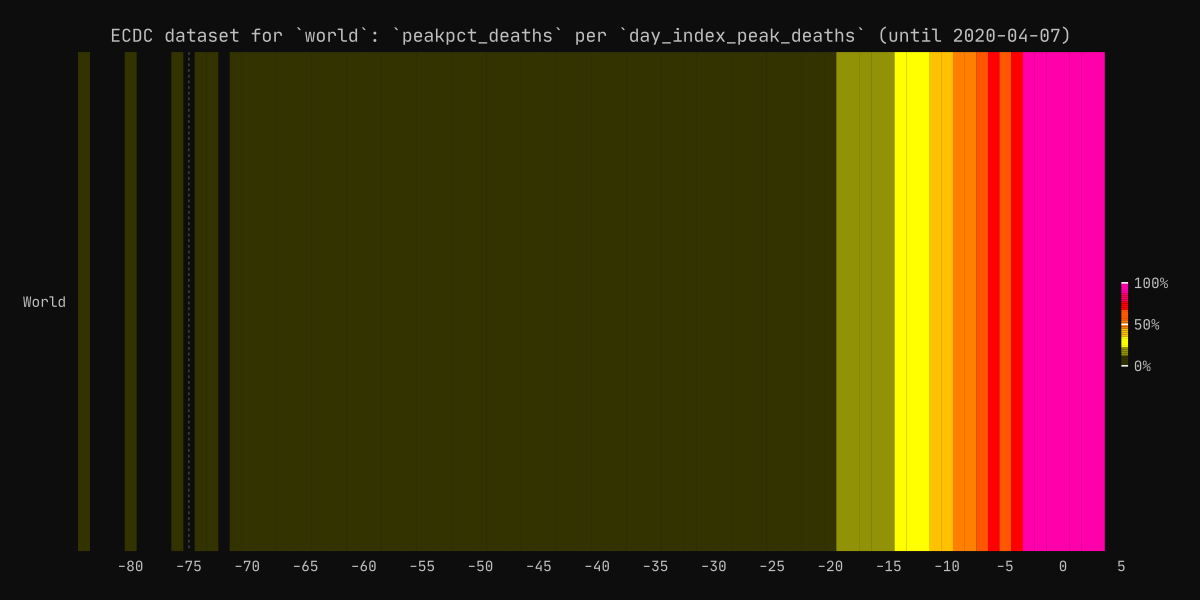 ECDC dataset for `world`: `peakpct_deaths` per `day_index_peak_deaths` (until 2020-04-07)
World
100%
50%
0%
-80 -75 -70 -65 -60 -55 -50 -45 -40 -35 -30 -25 -20 -15 -10 -5 0 5